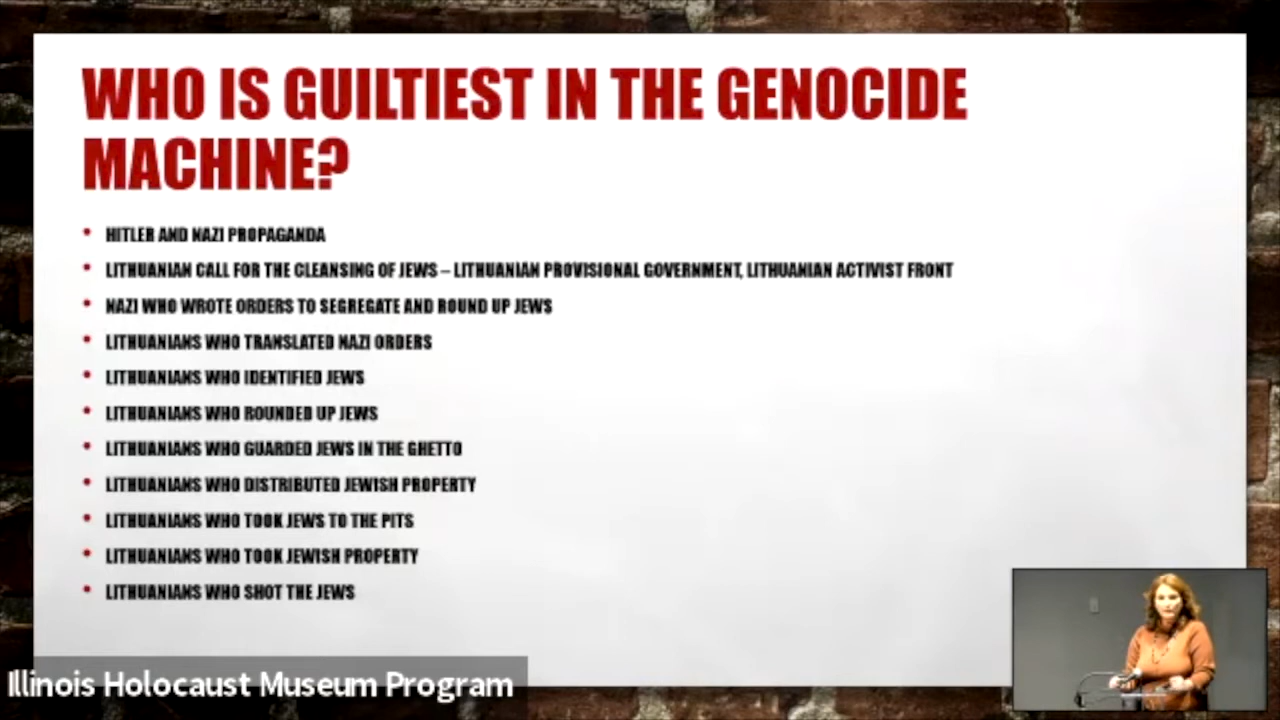 WHO IS GUILTIEST IN THE GENOCIDE
MACHINE?
• HITLER AND NAZI PROPAGANDA
• LITHUANIAN CALL FOR THE CLEANSING OF JEWS – LITHUANIAN PROVISIONAL GOVERNMENT, LITHUANIAN ACTIVIST FRONT
• NAZI WHO WROTE ORDERS TO SEGREGATE AND ROUND UP JEWS
• LITHUANIANS WHO TRANSLATED NAZI ORDERS
• LITHUANIANS WHO IDENTIFIED JEWS
• LITHUANIANS WHO ROUNDED UP JEWS
• LITHUANIANS WHO GUARDED JEWS IN THE GHETTO
• LITHUANIANS WHO DISTRIBUTED JEWISH PROPERTY
• LITHUANIANS WHO TOOK JEWS TO THE PITS
• LITHUANIANS WHO TOOK JEWISH PROPERTY
• LITHUANIANS WHO SHOT THE JEWS
Illinois Holocaust Museum Program